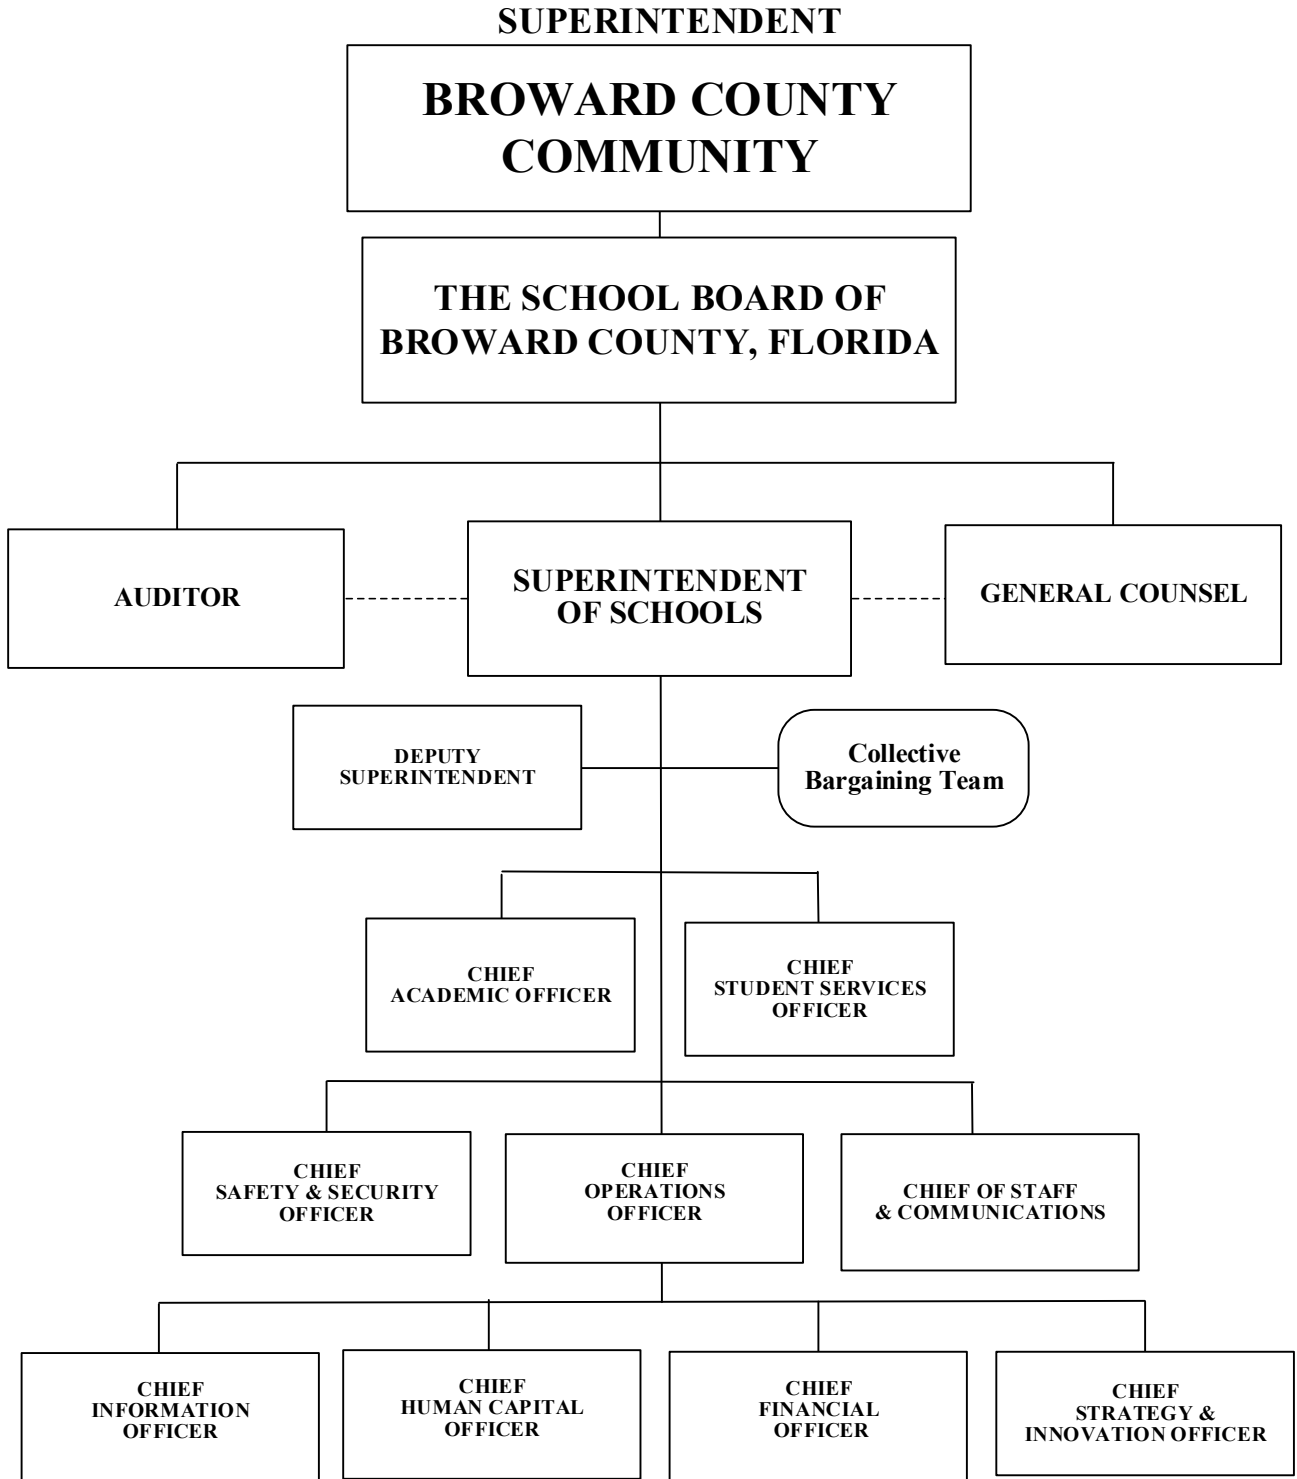 SUPERINTENDENT
BROWARD COUNTY
COMMUNITY
THE SCHOOL BOARD OF
BROWARD COUNTY, FLORIDA
AUDITOR
SUPERINTENDENT
OF SCHOOLS
GENERAL COUNSEL
DEPUTY
SUPERINTENDENT
Collective
Bargaining Team
CHIEF
ACADEMIC OFFICER
CHIEF
STUDENT SERVICES
OFFICER
CHIEF
SAFETY & SECURITY
OFFICER
CHIEF
OPERATIONS
OFFICER
CHIEF OF STAFF
& COMMUNICATIONS
CHIEF
INFORMATION
OFFICER
CHIEF
HUMAN CAPITAL
OFFICER
CHIEF
FINANCIAL
OFFICER
CHIEF
STRATEGY &
INNOVATION OFFICER